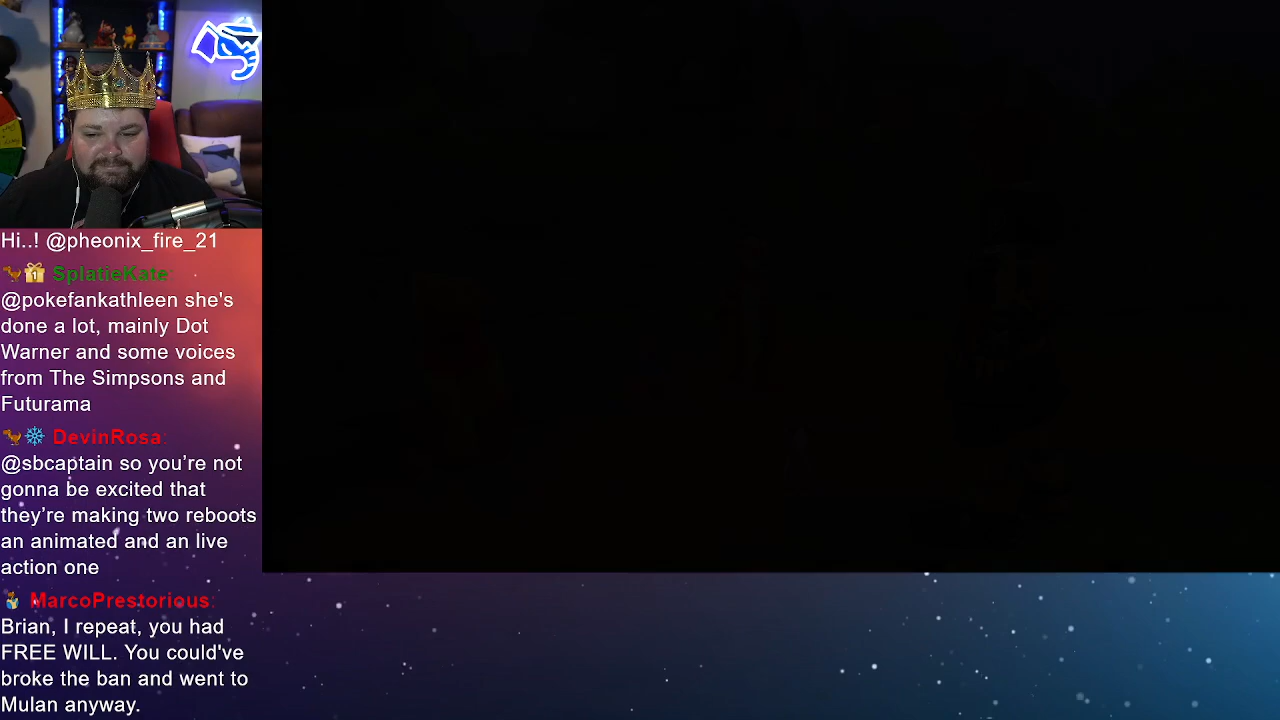 Hi..! @pheonix_fire_21
SplatieKate:
@pokefankathleen she's
done a lot, mainly Dot
Warner and some voices
from The Simpsons and
Futurama
DevinRosa:
@sbcaptain so you’re not
gonna be excited that
they’re making two reboots
an animated and an live
action one
MarcoPrestorious:
Brian, I repeat, you had
FREE WILL. You could've
broke the ban and went to
Mulan anyway.